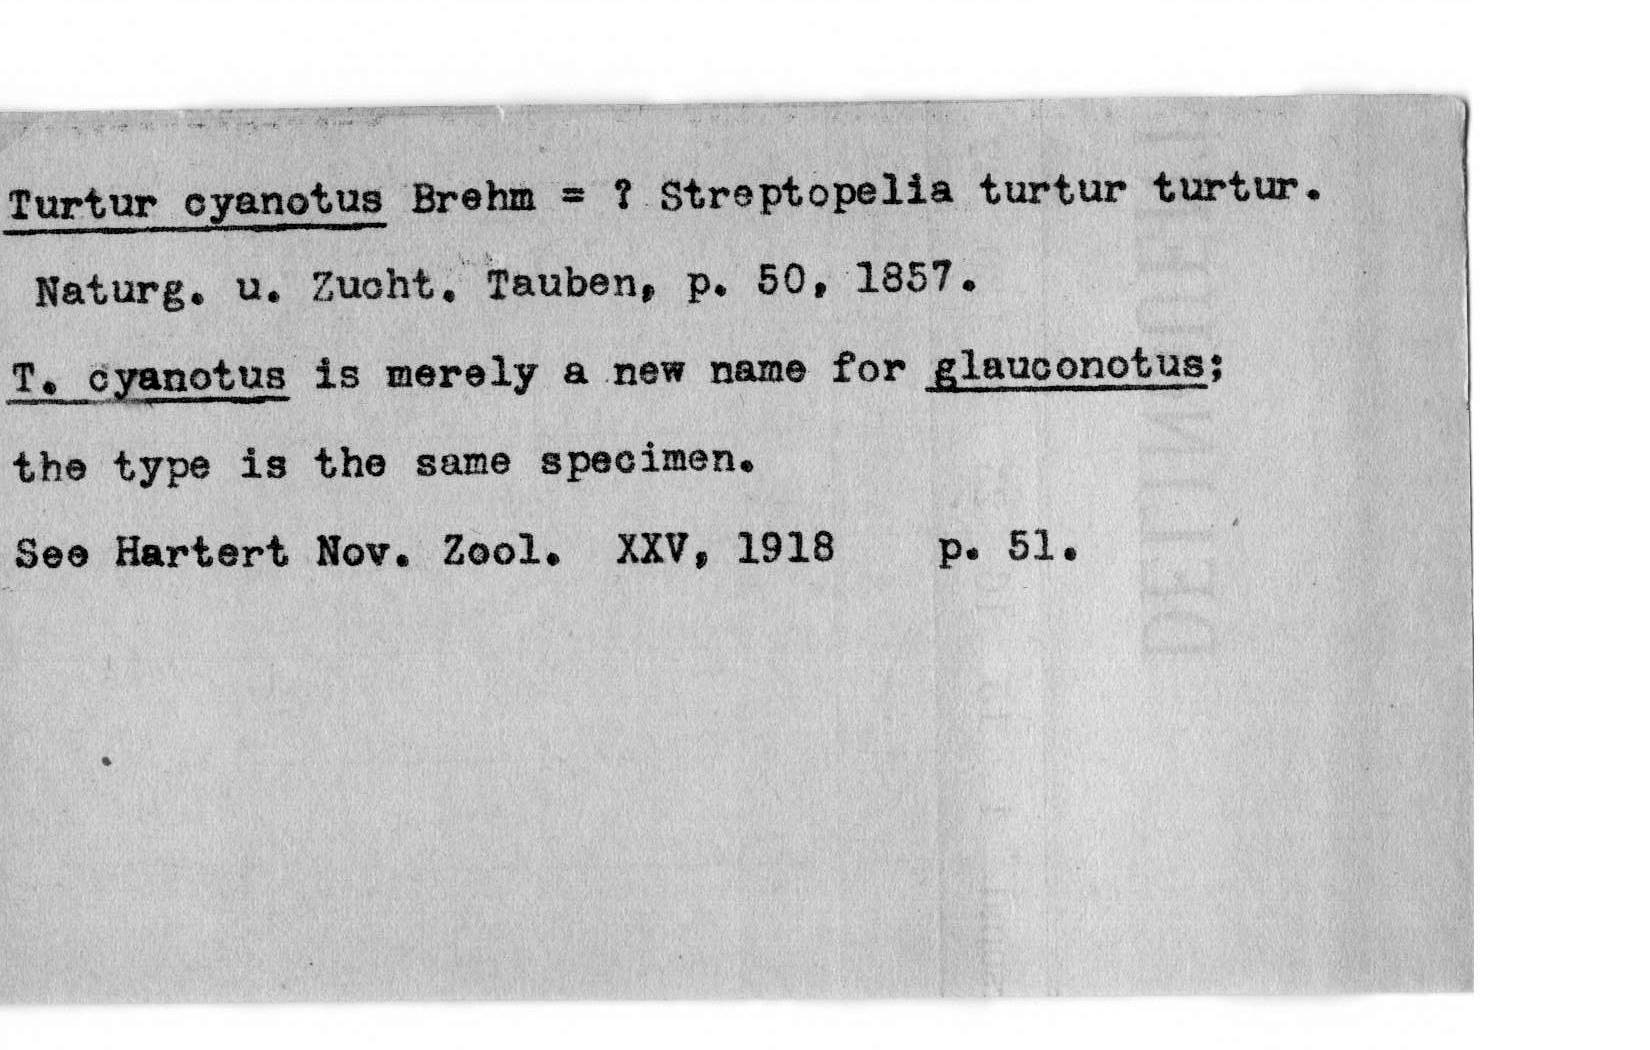 Turtur cyanotus Brehm = ? Streptopelia turtur turtur.
Naturg. u. Zucht. Tauben, p. 50, 1857.
T. cyanotus is merely a new name for glauconotus;
the type is the same specimen.
See Hartert Nov. Zool. XXV, 1918 p. 51.